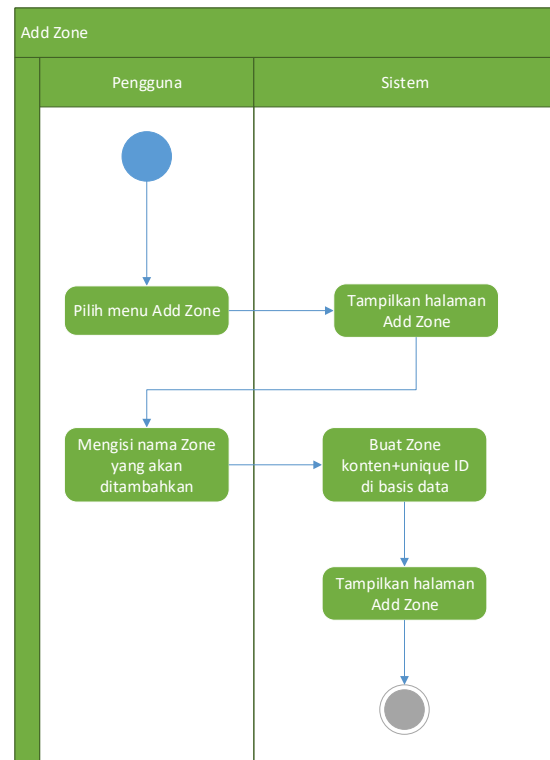 Add Zone
Pengguna
Sistem
Pilih menu Add Zone
Tampilkan halaman
Add Zone
Mengisi nama Zone
yang akan
ditambahkan
Buat Zone
konten+unique ID
di basis data
Tampilkan halaman
Add Zone